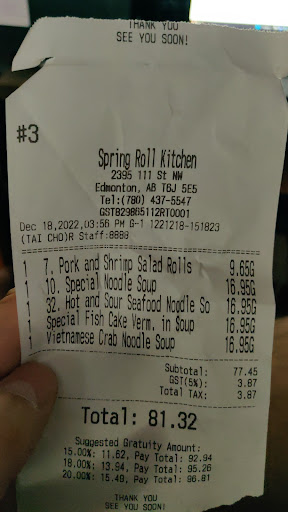 THANK YOU
SEE YOU SOON!
#3
Spring Roll Kitchen
2395 111 St NW
Edmonton, AB T6J 5E5
Tel:(780) 437-5547
GST829865112RT0001
Dec 18,2022,03:56 PM G-1 1221218-151823
(TAI CHO)R Staff:8888
1 7. Pork and Shrimp Salad Rolls 9.65G
1 10. Special Noodle Soup 16.95G
1 32. Hot and Sour Seafood Noodle So 16.95G
1 Special Fish Cake Verm. in Soup 16.95G
1 Vietnamese Crab Noodle Soup 16.95G
Subtotal: 77.45
GST(5%): 3.87
Total TAX: 3.87
Total: 81.32
Suggested Gratuity Amount:
15.00%: 11.62, Pay Total: 92.94
18.00%: 13.94, Pay Total: 95.26
20.00%: 15.49, Pay Total: 96.81
THANK YOU
SEE YOU SOON!